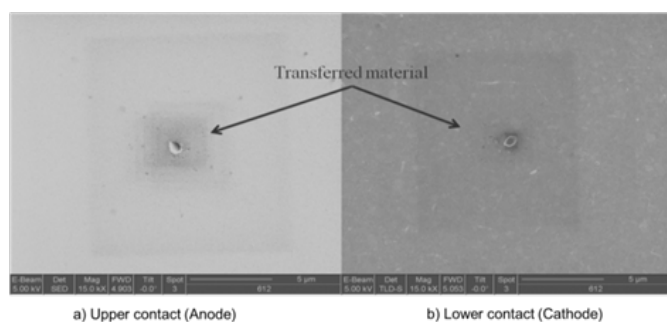 Transferred material
E-Beam Det Mag FWD Tilt Spot 5 µm
5.00 kV SED 15.0 kX 4.903 -0.0° 3 612
E-Beam Det Mag FWD Tilt Spot 5 µm
5.00 kV TLD-S 15.0 kX 5.053 -0.0° 3 612
a) Upper contact (Anode)
b) Lower contact (Cathode)